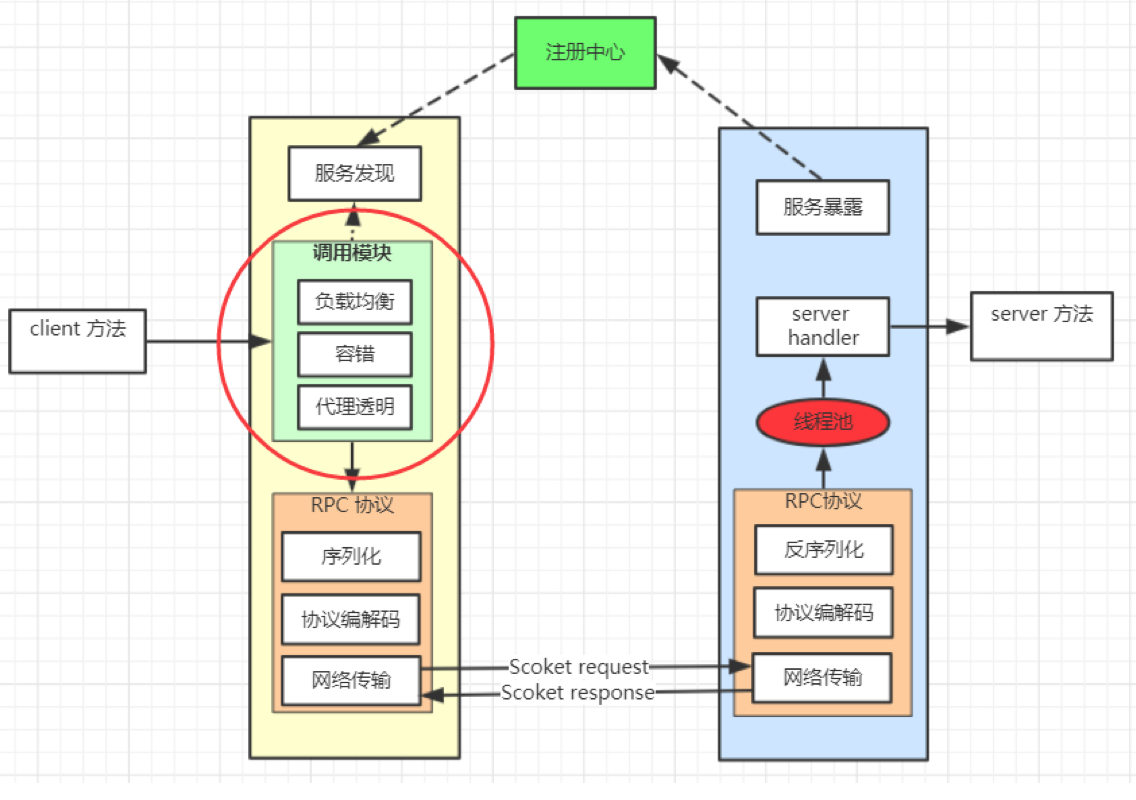 注册中心
服务发现
调用模块
负载均衡
容错
代理透明
client 方法
RPC 协议
序列化
协议编解码
网络传输
Scoket request
Scoket response
服务暴露
server
handler
server 方法
线程池
RPC协议
反序列化
协议编解码
网络传输